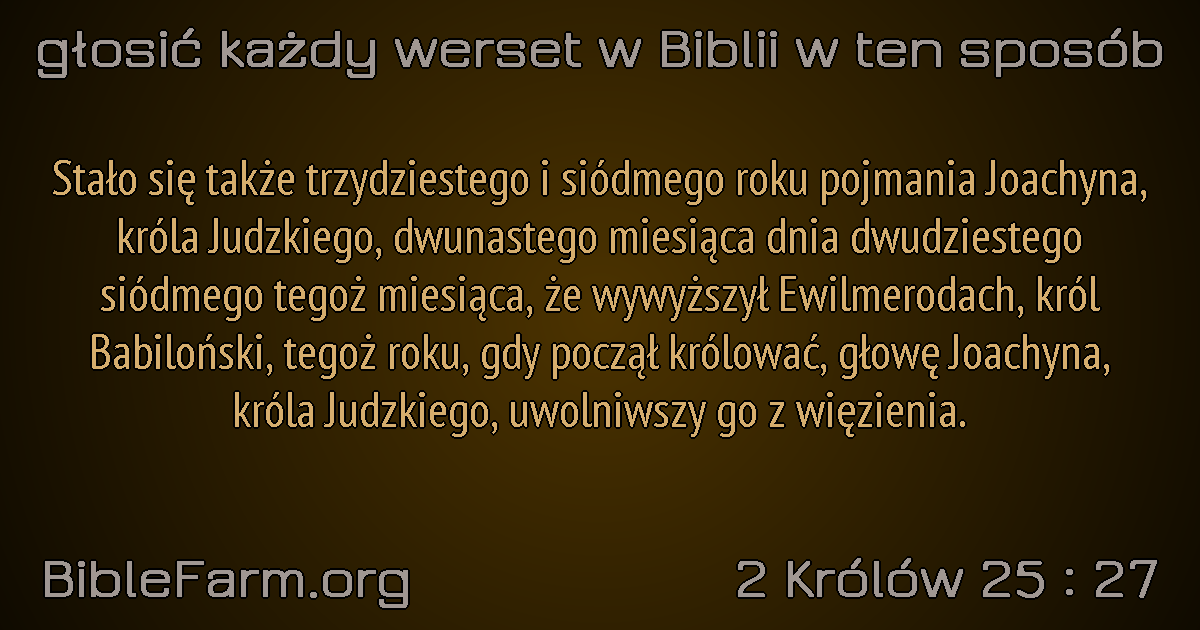 głosić każdy werset w Biblii w ten sposób
Stało się także trzydziestego i siódmego roku pojmania Joachyna,
króla Judzkiego, dwunastego miesiąca dnia dwudziestego
siódmego tegoż miesiąca, że wywyższył Ewilmerodach, król
Babiloński, tegoż roku, gdy począł królować, głowę Joachyna,
króla Judzkiego, uwolniwszy go z więzienia.
BibleFarm.org
2 Królów 25 : 27